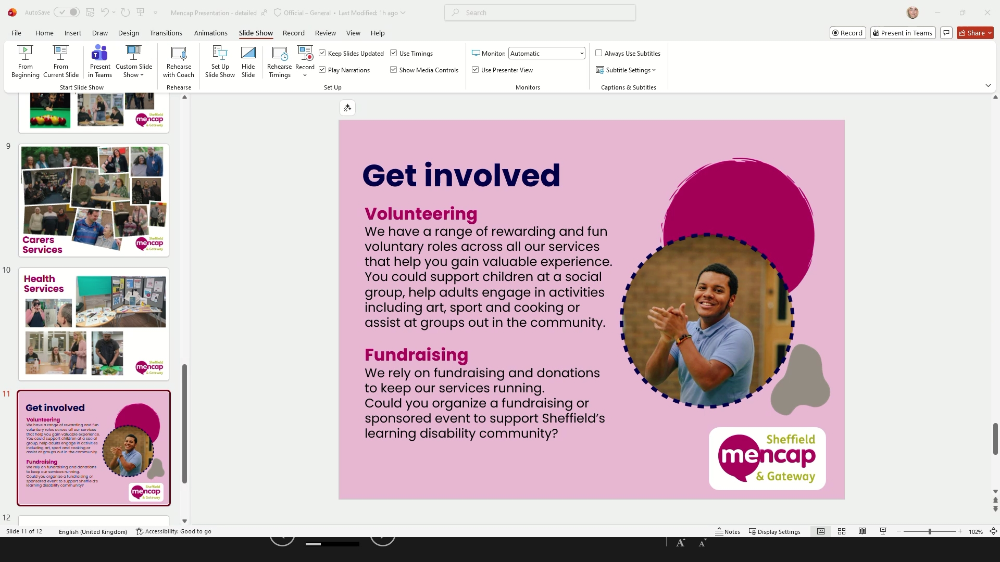 AutoSave
Mencap Presentation - detailed
Official – General • Last Modified: 1h ago
Search
File
Home
Insert
Draw
Design
Transitions
Animations
Slide Show
Record
Review
View
Help
Record
Present in Teams
Share
From Beginning
From Current Slide
Present in Teams
Custom Slide Show
Rehearse with Coach
Set Up Slide Show
Hide Slide
Rehearse Timings
Record
Keep Slides Updated
Use Timings
Play Narrations
Show Media Controls
Monitor:
Automatic
Use Presenter View
Always Use Subtitles
Subtitle Settings
Start Slide Show
Rehearse
Set Up
Monitors
Captions & Subtitles
Sheffield
mencap
& Gateway
9
Carers
Services
Sheffield
mencap
& Gateway
10
Health
Services
Sheffield
mencap
& Gateway
11
Get involved
Volunteering
We have a range of rewarding and fun
voluntary roles across all our services
that help you gain valuable experience.
You could support children at a social
group, help adults engage in activities
including art, sport and cooking or
assist at groups out in the community.
Fundraising
We rely on fundraising and donations
to keep our services running.
Could you organize a fundraising or
sponsored event to support Sheffield's
learning disability community?
Sheffield
mencap
& Gateway
12
Get involved
Volunteering
We have a range of rewarding and fun
voluntary roles across all our services
that help you gain valuable experience.
You could support children at a social
group, help adults engage in activities
including art, sport and cooking or
assist at groups out in the community.
Fundraising
We rely on fundraising and donations
to keep our services running.
Could you organize a fundraising or
sponsored event to support Sheffield’s
learning disability community?
Sheffield
mencap
& Gateway
Slide 11 of 12
English (United Kingdom)
Accessibility: Good to go
Notes
Display Settings
102%
A
A